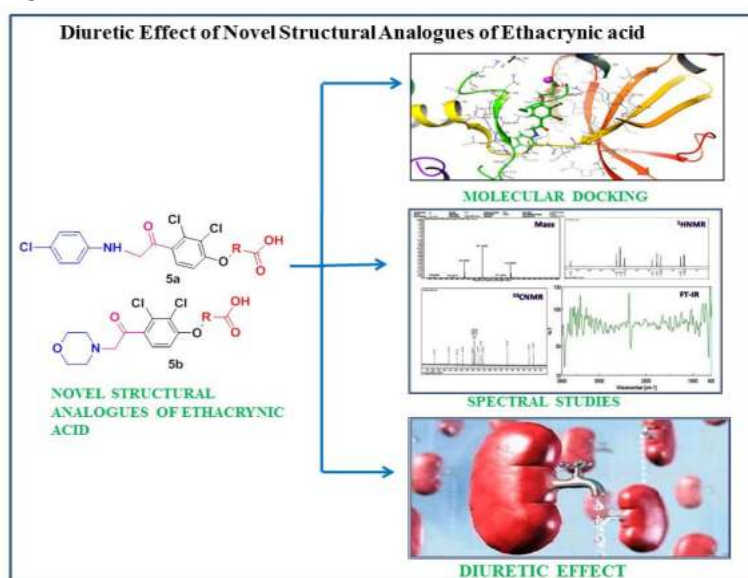 Diuretic Effect of Novel Structural Analogues of Ethacrynic acid
MOLECULAR DOCKING
Cl
NH
O
Cl
Cl
O
R
OH
O
5a
O
N
O
Cl
Cl
O
R
OH
O
5b
NOVEL STRUCTURAL
ANALOGUES OF ETHACRYNIC
ACID
Mass
¹HNMR
¹³CNMR
FT-IR
SPECTRAL STUDIES
DIURETIC EFFECT